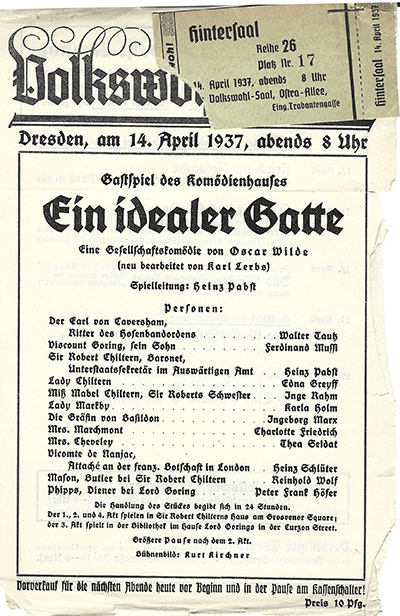 Hintersaal
Reihe 26
Platz Nr. 17
14. April 1937, abends 8 Uhr
Volkswohl-Saal, Ostra-Allee,
Eing. Trabantengasse
Hintersaal
14. April 1937
wohl
Volkswo
Dresden, am 14. April 1937, abends 8 Uhr
Gastspiel des Komödienhauses
Ein idealer Gatte
Eine Gesellschaftskomödie von Oscar Wilde
(neu bearbeitet von Karl Lerbs)
Spielleitung: Heinz Pabst
Personen:
Der Earl von Caversham,
Ritter des Hosenbandordens . . . . . . . . Walter Tautz
Viscount Goring, sein Sohn . . . . . . . . Ferdinand Mussi
Sir Robert Chiltern, Baronet,
Unterstaatssekretär im Auswärtigen Amt . . Heinz Pabst
Lady Chiltern . . . . . . . . Edna Greyff
Miß Mabel Chiltern, Sir Roberts Schwester . . . Inge Rahm
Lady Markby . . . . . . . . Karla Holm
Die Gräfin von Basildon . . . . . . . . Ingeborg Marx
Mrs. Marchmont . . . . . . . . Charlotte Friedrich
Mrs. Cheveley . . . . . . . . Thea Seldat
Vicomte de Nanjac,
Attaché an der franz. Botschaft in London . . Heinz Schlüter
Mason, Butler bei Sir Robert Chiltern . . . . Reinhold Wolf
Phipps, Diener bei Lord Goring . . . . . Peter Frank Höfer
Die Handlung des Stückes begibt sich in 24 Stunden.
Der 1., 2. und 4. Akt spielen in Sir Robert Chilterns Haus am Grosvenor Square;
der 3. Akt spielt in der Bibliothek im Hause Lord Gorings in der Curzon Street.
Größere Pause nach dem 2. Akt.
Bühnenbild: Kurt Kirchner
Vorverkauf für die nächsten Abende heute vor Beginn und in der Pause am Kassenschalter!
Preis 10 Pfg.